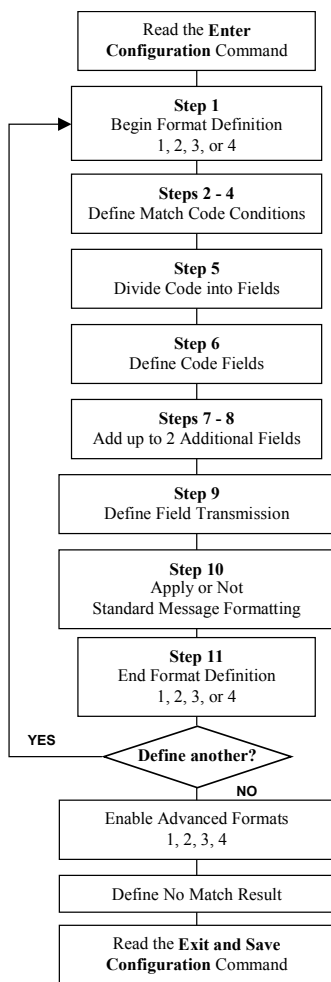 Read the Enter
Configuration Command
Step 1
Begin Format Definition
1, 2, 3, or 4
Steps 2 - 4
Define Match Code Conditions
Step 5
Divide Code into Fields
Step 6
Define Code Fields
Steps 7 - 8
Add up to 2 Additional Fields
Step 9
Define Field Transmission
Step 10
Apply or Not
Standard Message Formatting
Step 11
End Format Definition
1, 2, 3, or 4
YES
Define another?
NO
Enable Advanced Formats
1, 2, 3, 4
Define No Match Result
Read the Exit and Save
Configuration Command